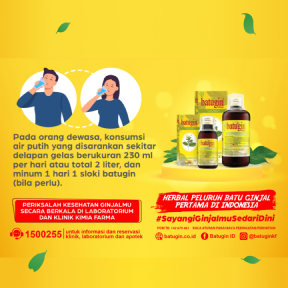 Pada orang dewasa, konsumsi
air putih yang disarankan sekitar
delapan gelas berukuran 230 ml
per hari atau total 2 liter, dan
minum 1 hari 1 sloki batugin
(bila perlu).
PERIKSALAH KESEHATAN GINJALMU
SECARA BERKALA DI LABORATORIUM
DAN KLINIK KIMIA FARMA
1500255
untuk informasi dan reservasi
klinik, laboratorium dan apotek
batugin
batugin
HERBAL PELURUH BATU GINJAL
PERTAMA DI INDONESIA
#SayangiGinjalmuSedariDini
batugin.co.id
Batugin ID
batuginkf